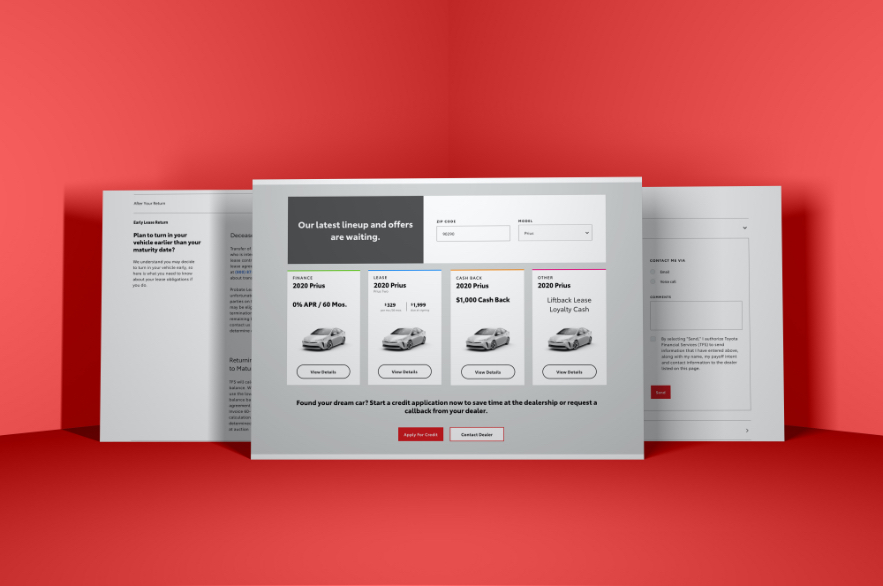 After Your Return
Early Lease Return
Plan to turn in your
vehicle earlier than your
maturity date?
We understand you may decide
to turn in your vehicle early, so
here is what you need to know
about your lease obligations if
you do.
Decease
Transfer of
Returnin
to Matu
Our latest lineup and offers
are waiting.
ZIP CODE
MODEL
Prius
FINANCE
2020 Prius
0% APR / 60 Mos.
View Details
LEASE
2020 Prius
$329
$1,999
View Details
CASH BACK
2020 Prius
$1,000 Cash Back
View Details
OTHER
2020 Prius
Liftback Lease
Loyalty Cash
View Details
Found your dream car? Start a credit application now to save time at the dealership or request a
callback from your dealer.
Apply For Credit
Contact Dealer
CONTACT ME VIA
Email
Voice call
COMMENTS
By selecting "Send," I authorize Toyota
Financial Services (TFS) to send
information that I have entered above,
along with my name, my payoff intent
and contact information to the dealer
listed on this page.
Send